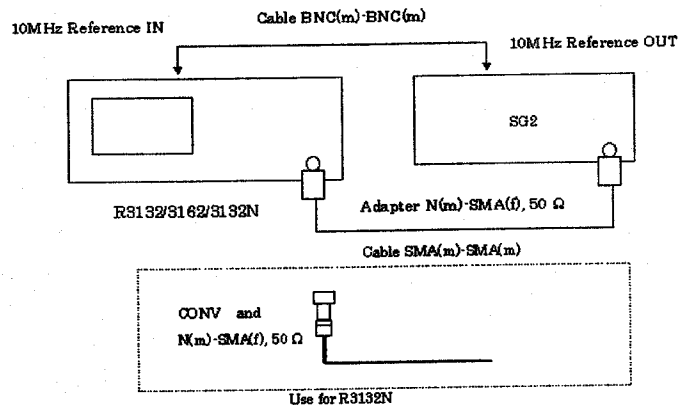 Cable BNC(m)-BNC(m)
10MHz Reference IN
10MHz Reference OUT
SG2
R3132/3162/3132N
Adapter N(m)-SMA(f), 50 Ω
Cable SMA(m)-SMA(m)
CONV and
N(m)-SMA(f), 50 Ω
Use for R3132N